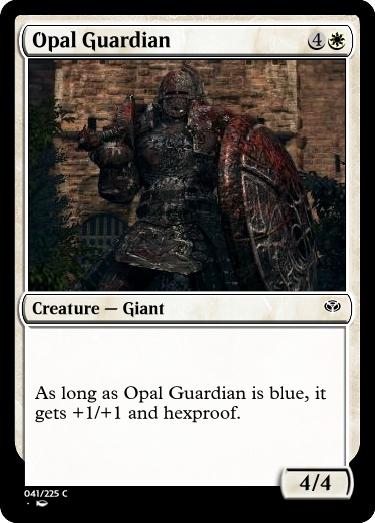 Opal Guardian 4
Creature — Giant
As long as Opal Guardian is blue, it
gets +1/+1 and hexproof.
4/4
041/225 C